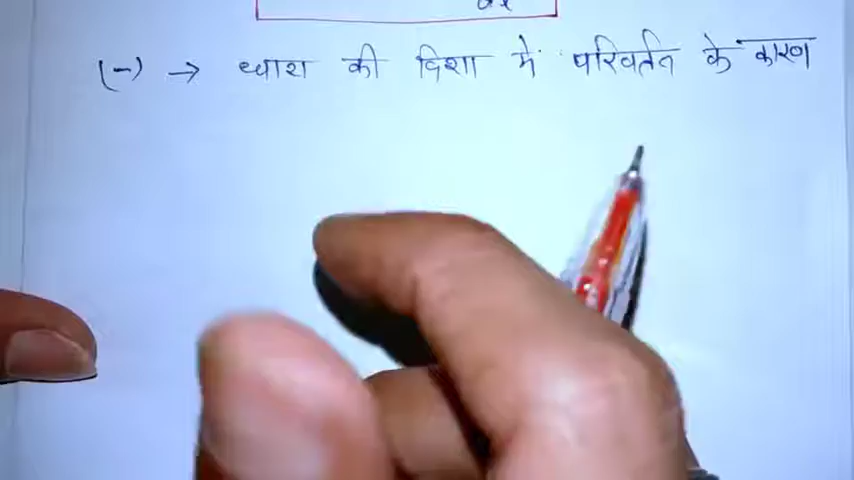 (-) → ध्वारा की दिशा में परिवर्तन के कारण